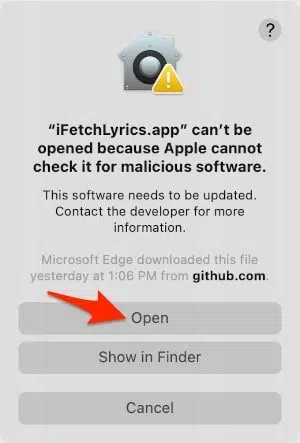 ?
“iFetchLyrics.app” can’t be
opened because Apple cannot
check it for malicious software.
This software needs to be updated.
Contact the developer for more
information.
Microsoft Edge downloaded this file
yesterday at 1:06 PM from github.com.
Open
Show in Finder
Cancel